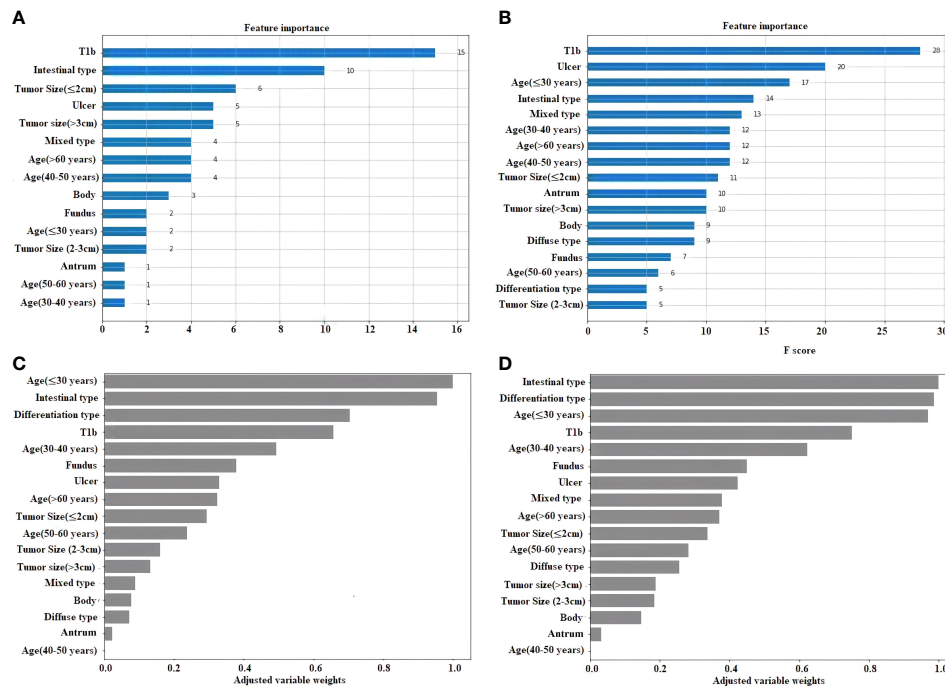 A
Feature importance
T1b 15
Intestinal type 10
Tumor Size(≤2cm) 6
Ulcer 5
Tumor size(>3cm) 5
Mixed type 4
Age(>60 years) 4
Age(40-50 years) 4
Body 3
Fundus 2
Age(≤30 years) 2
Tumor Size (2-3cm) 2
Antrum 1
Age(50-60 years) 1
Age(30-40 years) 1
0 2 4 6 8 10 12 14 16
B
Feature importance
T1b 28
Ulcer 20
Age(≤30 years) 17
Intestinal type 14
Mixed type 13
Age(30-40 years) 12
Age(>60 years) 12
Age(40-50 years) 12
Tumor Size(≤2cm) 11
Antrum 10
Tumor size(>3cm) 10
Body 9
Diffuse type 9
Fundus 7
Age(50-60 years) 6
Differentiation type 5
Tumor Size (2-3cm) 5
0 5 10 15 20 25 30
F score
C
Age(≤30 years)
Intestinal type
Differentiation type
T1b
Age(30-40 years)
Fundus
Ulcer
Age(>60 years)
Tumor Size(≤2cm)
Age(50-60 years)
Tumor Size (2-3cm)
Tumor size(>3cm)
Mixed type
Body
Diffuse type
Antrum
Age(40-50 years)
0.0 0.2 0.4 0.6 0.8 1.0
Adjusted variable weights
D
Intestinal type
Differentiation type
Age(≤30 years)
T1b
Age(30-40 years)
Fundus
Ulcer
Mixed type
Age(>60 years)
Tumor Size(≤2cm)
Age(50-60 years)
Diffuse type
Tumor size(>3cm)
Tumor Size (2-3cm)
Body
Antrum
Age(40-50 years)
0.0 0.2 0.4 0.6 0.8 1.0
Adjusted variable weights